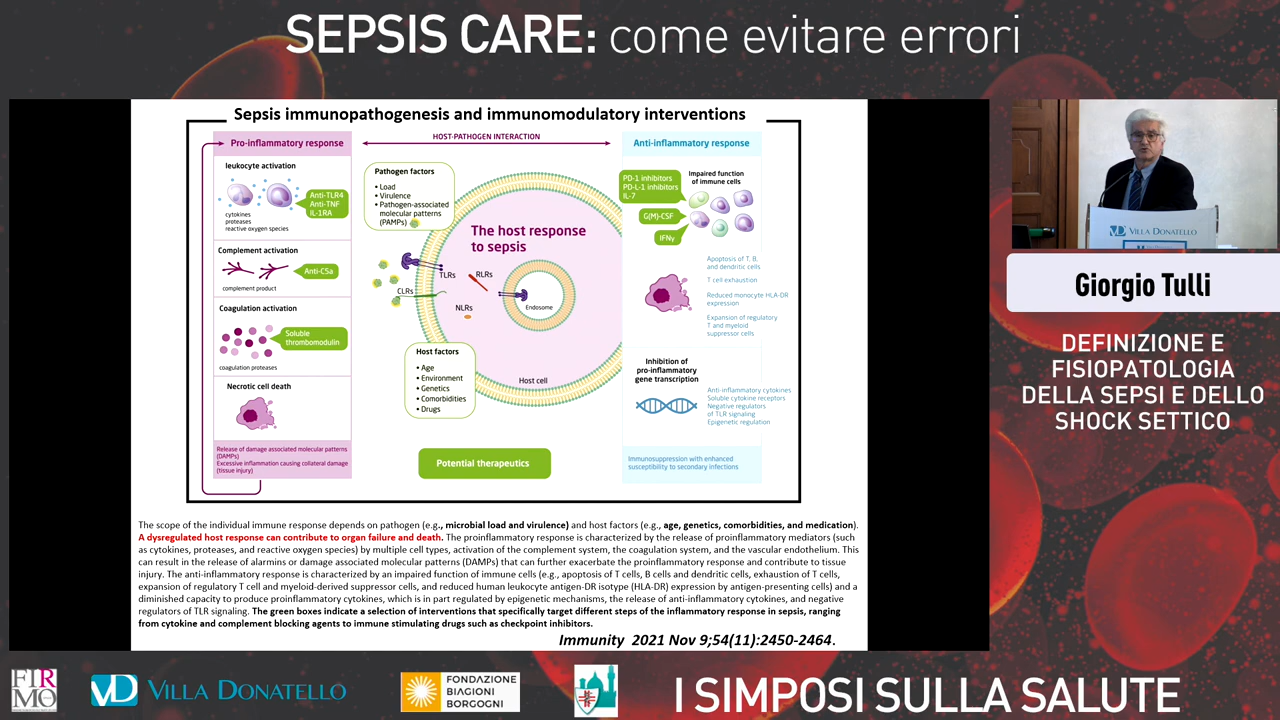 SEPSIS CARE: come evitare errori
Sepsis immunopathogenesis and immunomodulatory interventions
Pro-inflammatory response
HOST-PATHOGEN INTERACTION
Anti-inflammatory response
leukocyte activation
Anti-TLR4
Anti-TNF
IL-1RA
cytokines
proteases
reactive oxygen species
Complement activation
Anti-C5a
complement product
Coagulation activation
Soluble
thrombomodulin
coagulation proteases
Necrotic cell death
Release of damage associated molecular patterns
(DAMPs)
Excessive inflammation causing collateral damage
(tissue injury)
Pathogen factors
• Load
• Virulence
• Pathogen-associated
molecular patterns
(PAMPs)
The host response
to sepsis
TLRs
RLRs
CLRs
NLRs
Endosome
Host cell
Host factors
• Age
• Environment
• Genetics
• Comorbidities
• Drugs
Potential therapeutics
PD-1 inhibitors
PD-L-1 inhibitors
IL-7
Impaired function
of immune cells
G(M)-CSF
IFNγ
Apoptosis of T, B,
and dendritic cells
T cell exhaustion
Reduced monocyte HLA-DR
expression
Expansion of regulatory
T and myeloid
suppressor cells
Inhibition of
pro-inflammatory
gene transcription
Anti-inflammatory cytokines
Soluble cytokine receptors
Negative regulators
of TLR signaling
Epigenetic regulation
Immunosuppression with enhanced
susceptibility to secondary infections
The scope of the individual immune response depends on pathogen (e.g., microbial load and virulence) and host factors (e.g., age, genetics, comorbidities, and medication).
A dysregulated host response can contribute to organ failure and death. The proinflammatory response is characterized by the release of proinflammatory mediators (such
as cytokines, proteases, and reactive oxygen species) by multiple cell types, activation of the complement system, the coagulation system, and the vascular endothelium. This
can result in the release of alarmins or damage associated molecular patterns (DAMPs) that can further exacerbate the proinflammatory response and contribute to tissue
injury. The anti-inflammatory response is characterized by an impaired function of immune cells (e.g., apoptosis of T cells, B cells and dendritic cells, exhaustion of T cells,
expansion of regulatory T cell and myeloid-derived suppressor cells, and reduced human leukocyte antigen-DR isotype (HLA-DR) expression by antigen-presenting cells) and a
diminished capacity to produce proinflammatory cytokines, which is in part regulated by epigenetic mechanisms, the release of anti-inflammatory cytokines, and negative
regulators of TLR signaling. The green boxes indicate a selection of interventions that specifically target different steps of the inflammatory response in sepsis, ranging
from cytokine and complement blocking agents to immune stimulating drugs such as checkpoint inhibitors.
Immunity 2021 Nov 9;54(11):2450-2464.
VD VILLA DONATELLO
Giorgio Tulli
DEFINIZIONE E
FISIOPATOLOGIA
DELLA SEPSI E DELLO
SHOCK SETTICO
FIR
MO
VD VILLA DONATELLO
FONDAZIONE
BIAGIONI
BORGOGNI
I SIMPOSI SULLA SALUTE